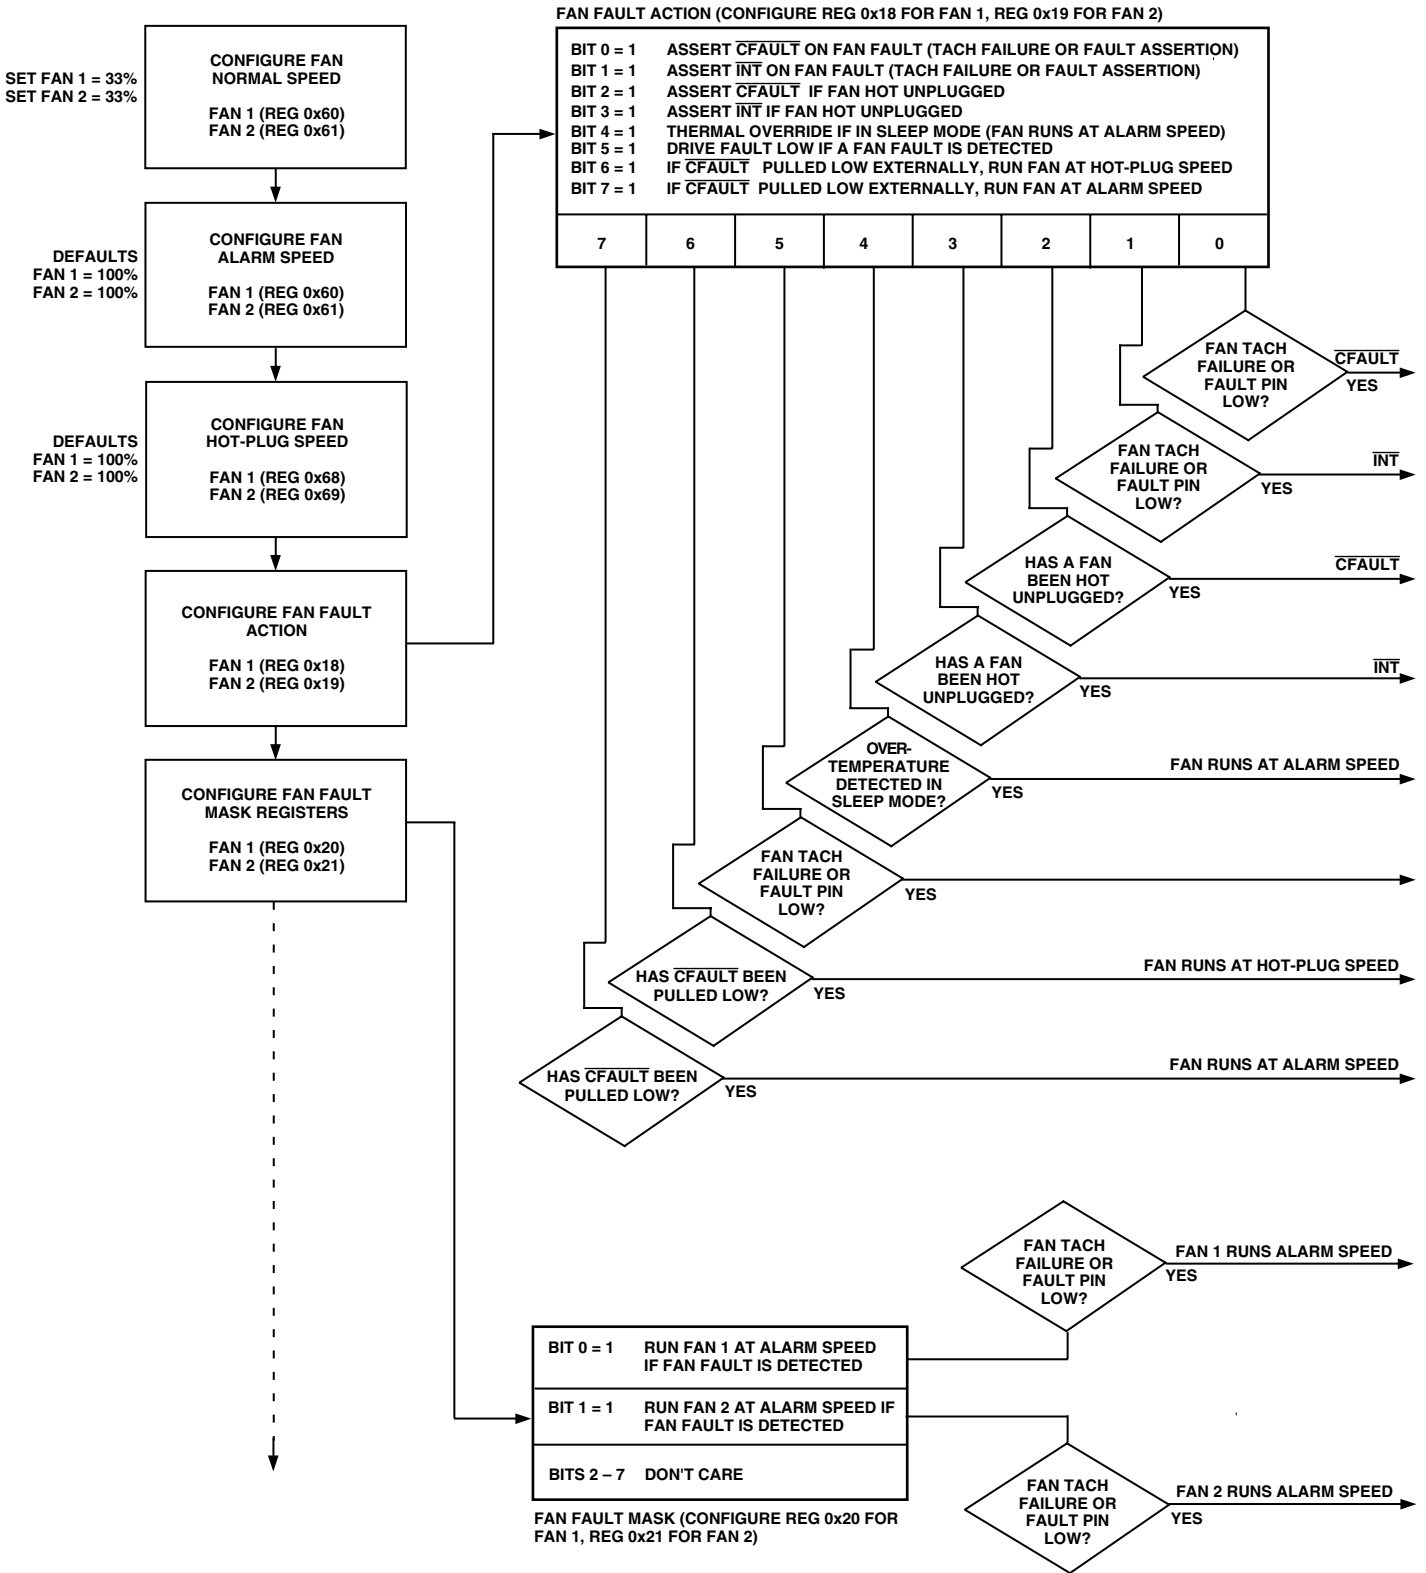 FAN FAULT ACTION (CONFIGURE REG 0x18 FOR FAN 1, REG 0x19 FOR FAN 2)
SET FAN 1 = 33%
SET FAN 2 = 33%
CONFIGURE FAN
NORMAL SPEED
FAN 1 (REG 0x60)
FAN 2 (REG 0x61)
DEFAULTS
FAN 1 = 100%
FAN 2 = 100%
CONFIGURE FAN
ALARM SPEED
FAN 1 (REG 0x60)
FAN 2 (REG 0x61)
DEFAULTS
FAN 1 = 100%
FAN 2 = 100%
CONFIGURE FAN
HOT-PLUG SPEED
FAN 1 (REG 0x68)
FAN 2 (REG 0x69)
CONFIGURE FAN FAULT
ACTION
FAN 1 (REG 0x18)
FAN 2 (REG 0x19)
CONFIGURE FAN FAULT
MASK REGISTERS
FAN 1 (REG 0x20)
FAN 2 (REG 0x21)
BIT 0 = 1 ASSERT CFAULT ON FAN FAULT (TACH FAILURE OR FAULT ASSERTION)
BIT 1 = 1 ASSERT INT ON FAN FAULT (TACH FAILURE OR FAULT ASSERTION)
BIT 2 = 1 ASSERT CFAULT IF FAN HOT UNPLUGGED
BIT 3 = 1 ASSERT INT IF FAN HOT UNPLUGGED
BIT 4 = 1 THERMAL OVERRIDE IF IN SLEEP MODE (FAN RUNS AT ALARM SPEED)
BIT 5 = 1 DRIVE FAULT LOW IF A FAN FAULT IS DETECTED
BIT 6 = 1 IF CFAULT PULLED LOW EXTERNALLY, RUN FAN AT HOT-PLUG SPEED
BIT 7 = 1 IF CFAULT PULLED LOW EXTERNALLY, RUN FAN AT ALARM SPEED
7 6 5 4 3 2 1 0
FAN TACH
FAILURE OR
FAULT PIN
LOW?
CFAULT
YES
FAN TACH
FAILURE OR
FAULT PIN
LOW?
INT
YES
HAS A FAN
BEEN HOT
UNPLUGGED?
CFAULT
YES
HAS A FAN
BEEN HOT
UNPLUGGED?
INT
YES
OVER-
TEMPERATURE
DETECTED IN
SLEEP MODE?
FAN RUNS AT ALARM SPEED
YES
FAN TACH
FAILURE OR
FAULT PIN
LOW?
YES
HAS CFAULT BEEN
PULLED LOW?
FAN RUNS AT HOT-PLUG SPEED
YES
HAS CFAULT BEEN
PULLED LOW?
FAN RUNS AT ALARM SPEED
YES
FAN TACH
FAILURE OR
FAULT PIN
LOW?
FAN 1 RUNS ALARM SPEED
YES
BIT 0 = 1 RUN FAN 1 AT ALARM SPEED
IF FAN FAULT IS DETECTED
BIT 1 = 1 RUN FAN 2 AT ALARM SPEED IF
FAN FAULT IS DETECTED
BITS 2 – 7 DON'T CARE
FAN FAULT MASK (CONFIGURE REG 0x20 FOR
FAN 1, REG 0x21 FOR FAN 2)
FAN TACH
FAILURE OR
FAULT PIN
LOW?
FAN 2 RUNS ALARM SPEED
YES